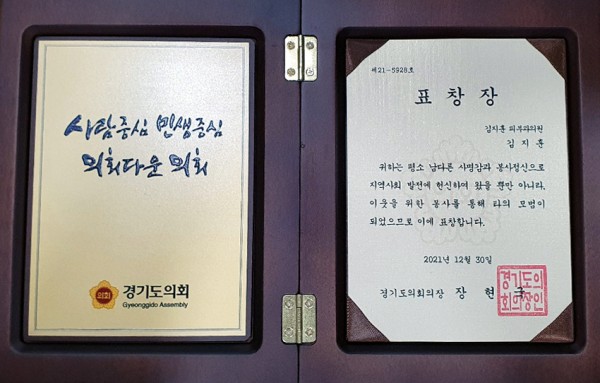 사람중심 민생중심
의회다운 의회
의회
경기도의회
Gyeonggido Assembly
제21-5928호
표 창 장
김지훈 피부과의원
김 지 훈
귀하는 평소 남다른 사명감과 봉사정신으로
지역사회 발전에 헌신하여 왔을 뿐만 아니라,
이웃을 위한 봉사를 통해 타의 모범이
되었으므로 이에 표창합니다.
2021년 12월 30일
경기도의회의장 장 현 국
경기도의
회의장인